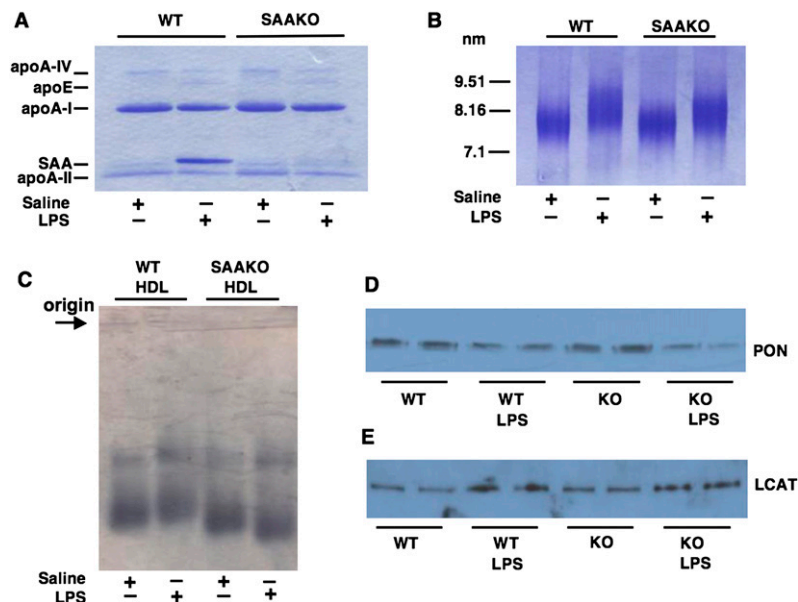 A
WT SAAKO
apoA-IV
apoE
apoA-I
SAA
apoA-II
Saline + – + –
LPS – + – +
B
WT SAAKO
nm
9.51
8.16
7.1
Saline + – + –
LPS – + – +
C
WT SAAKO
HDL HDL
origin
Saline + – + –
LPS – + – +
D
PON
WT WT KO KO
LPS LPS
E
LCAT
WT WT KO KO
LPS LPS